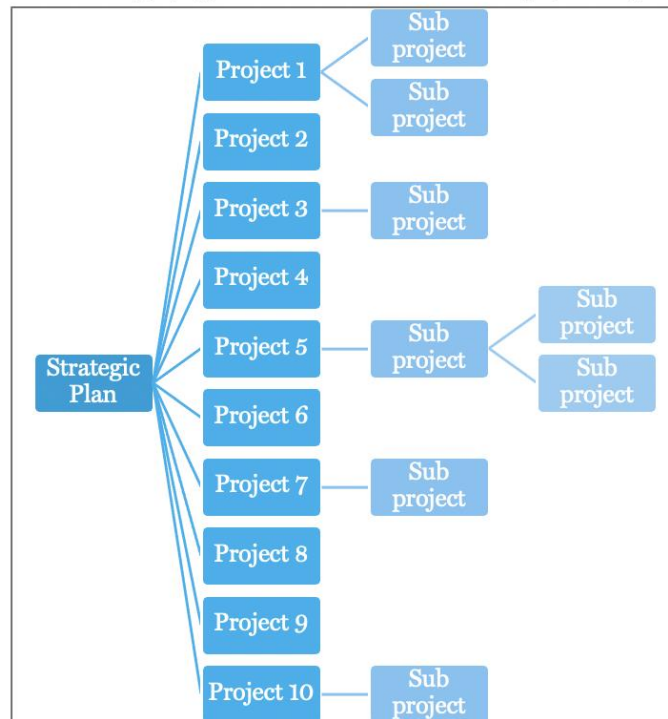 Sub
project
Project 1
Sub
project
Project 2
Project 3
Sub
project
Project 4
Sub
project
Project 5
Sub
project
Strategic
Plan
Sub
project
Project 6
Project 7
Sub
project
Project 8
Project 9
Project 10
Sub
project